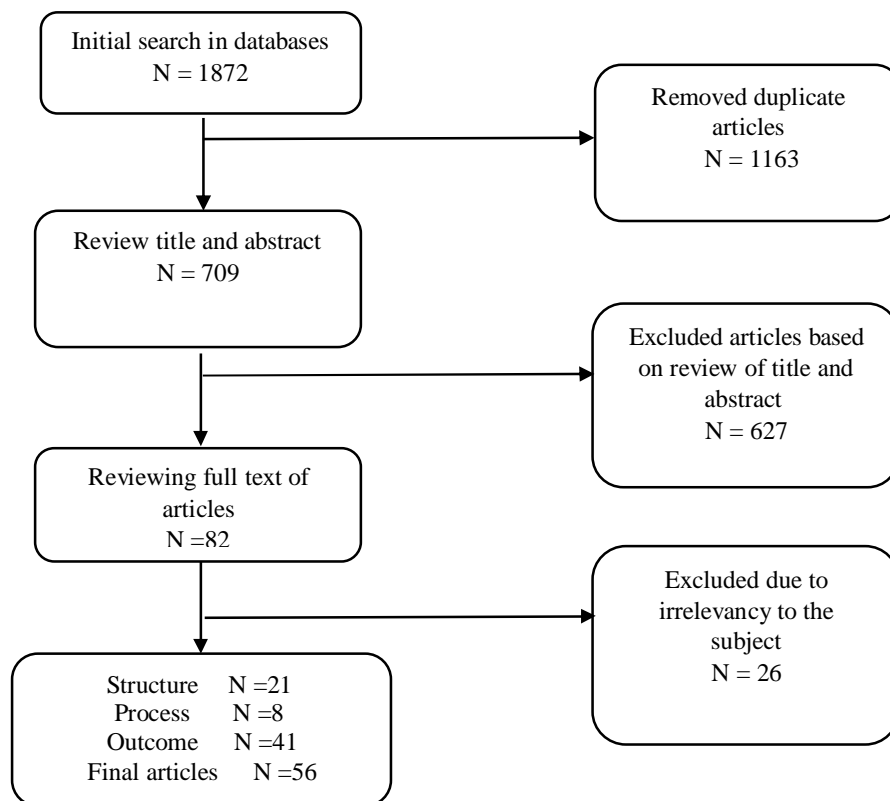 Initial search in databases
N = 1872
Removed duplicate
articles
N = 1163
Review title and abstract
N = 709
Excluded articles based
on review of title and
abstract
N = 627
Reviewing full text of
articles
N =82
Excluded due to
irrelevancy to the
subject
N = 26
Structure N =21
Process N =8
Outcome N =41
Final articles N =56